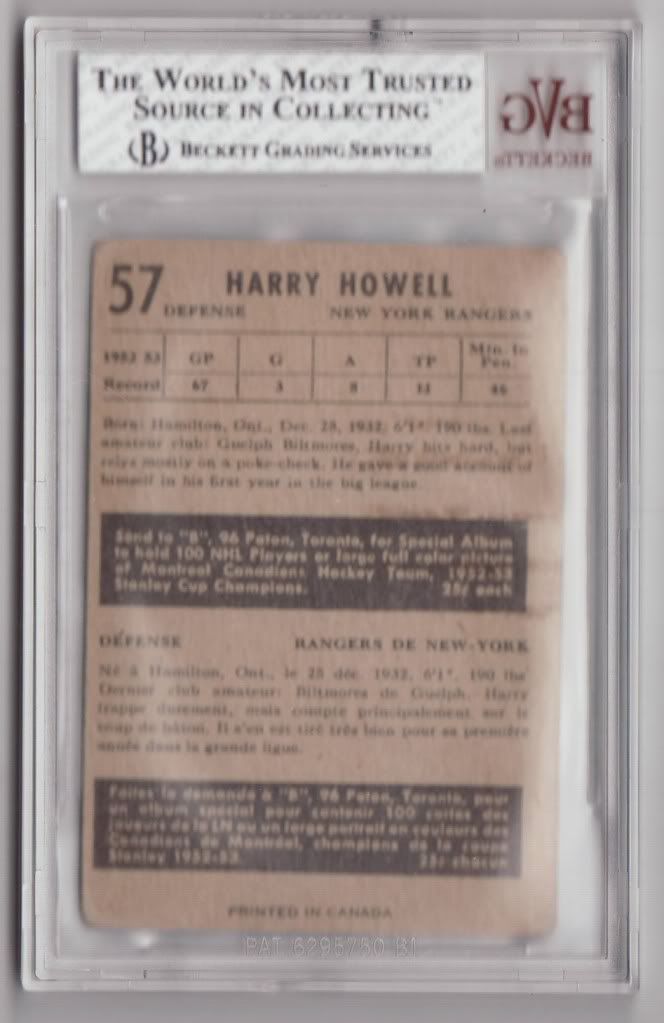 THE WORLD'S MOST TRUSTED
SOURCE IN COLLECTING™
(B) BECKETT GRADING SERVICES
BVG
BECKETT
57 HARRY HOWELL
DEFENSE NEW YORK RANGERS
1952 53 GP G A TP Min. In Pen.
Record 67 3 8 11 46
Born: Hamilton, Ont., Dec. 28, 1932, 6'1", 190 lbs. Last
amateur club: Guelph Biltmores. Harry hits hard, but
relys mostly on a poke-check. He gave a good account of
himself in his first year in the big league.
Send to "B", 96 Paton, Toronto, for Special Album
to hold 100 NHL Players or large full color picture
of Montreal Canadiens Hockey Team, 1952-53
Stanley Cup Champions. 25¢ each
DÉFENSE RANGERS DE NEW-YORK
Né à Hamilton, Ont., le 28 déc. 1932, 6'1", 190 lbs
Dernier club amateur: Biltmores de Guelph. Harry
frappe durement, mais compte principalement sur le
coup de bâton. Il s'en est tiré très bien pour sa première
année dans la grande ligue.
Faites la demande à "B", 96 Paton, Toronto, pour
un album spécial pour contenir 100 cartes des
joueurs de la LN ou un large portrait en couleurs des
Canadiens de Montréal, champions de la coupe
Stanley 1952-53. 25¢ chacun
PRINTED IN CANADA
PAT 6295750 B1